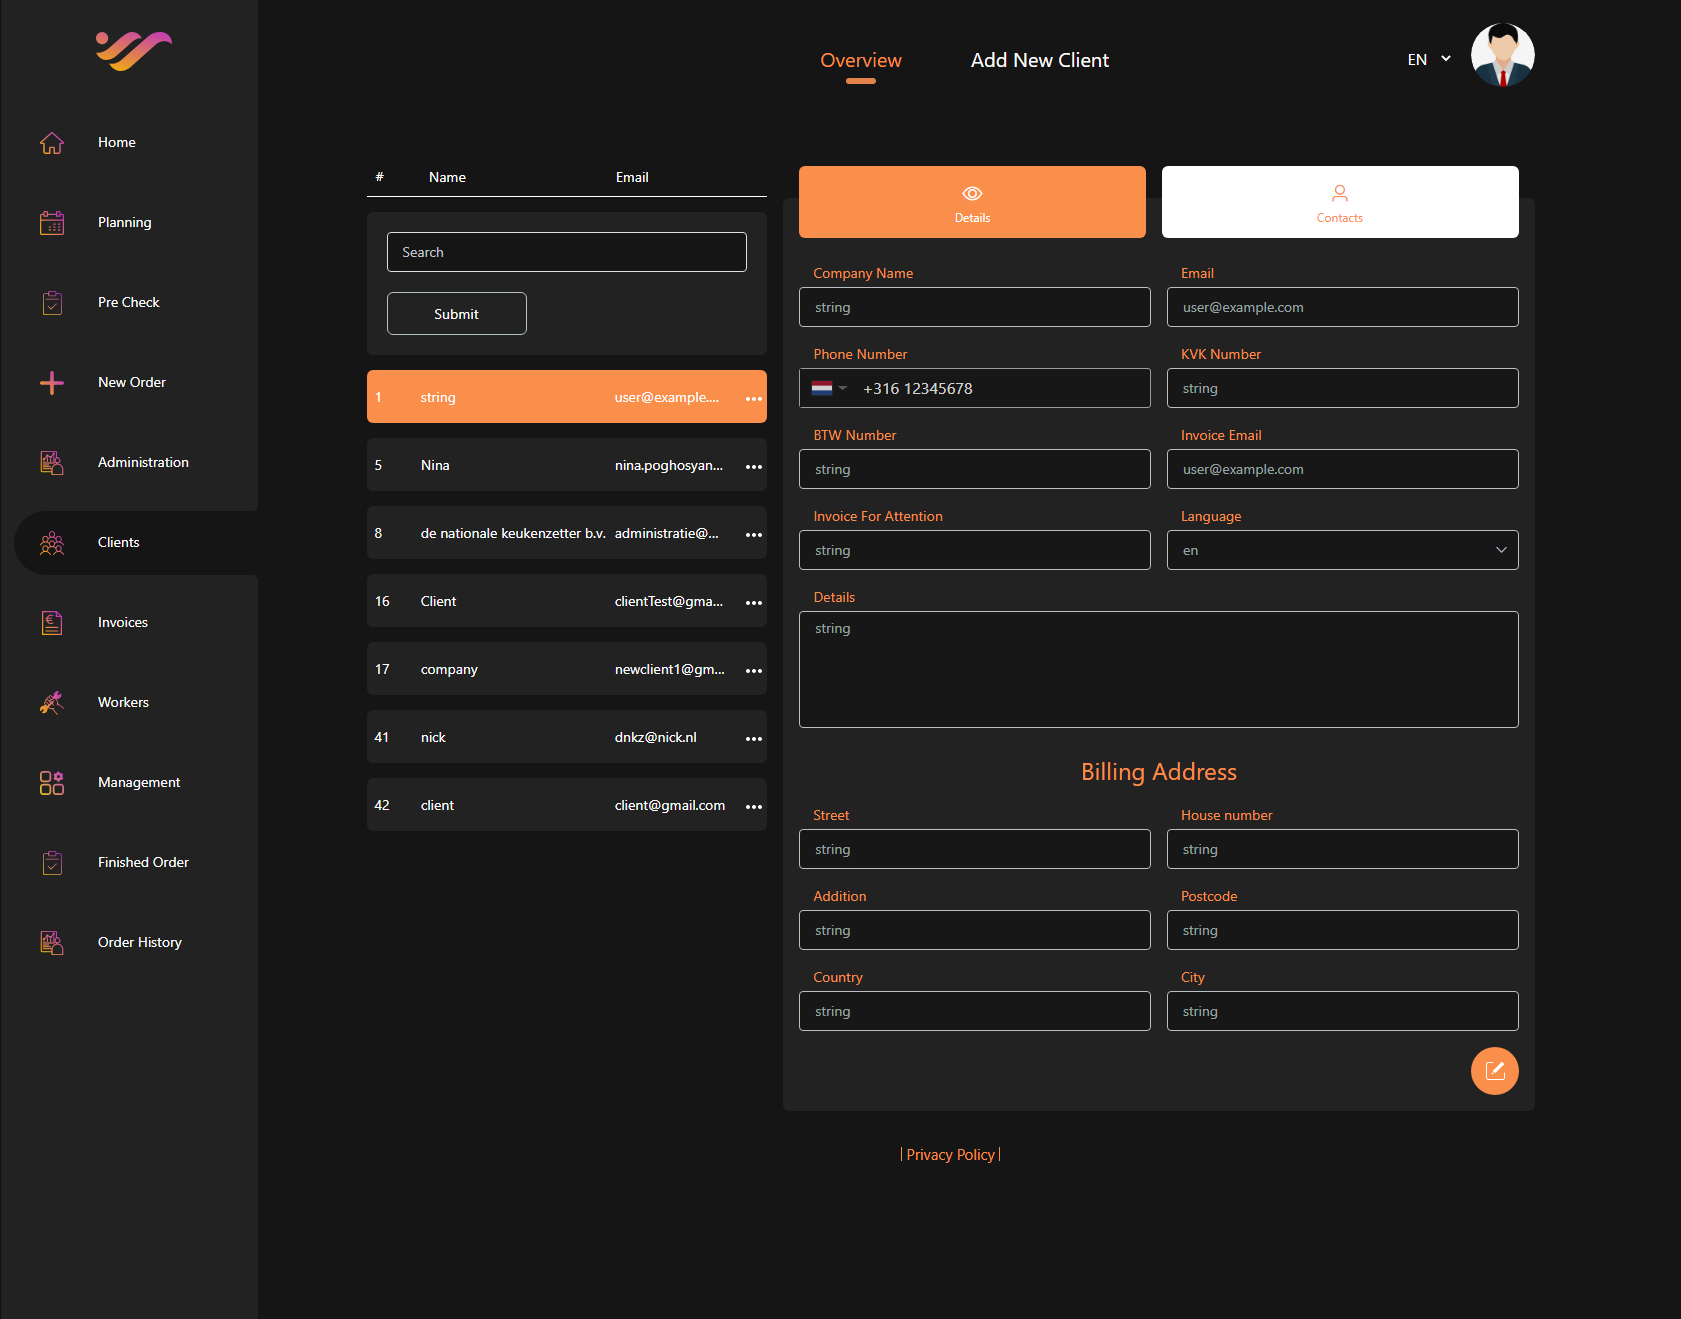 Overview
Add New Client
EN
Home
Planning
Pre Check
New Order
Administration
Clients
Invoices
Workers
Management
Finished Order
Order History
# Name Email
Search
Submit
1 string user@example....
5 Nina nina.poghosyan...
8 de nationale keukenzetter b.v. administratie@...
16 Client clientTest@gma...
17 company newclient1@gm...
41 nick dnkz@nick.nl
42 client client@gmail.com
Details
Contacts
Company Name
string
Email
user@example.com
Phone Number
+316 12345678
KVK Number
string
BTW Number
string
Invoice Email
user@example.com
Invoice For Attention
string
Language
en
Details
string
Billing Address
Street
string
House number
string
Addition
string
Postcode
string
Country
string
City
string
| Privacy Policy |